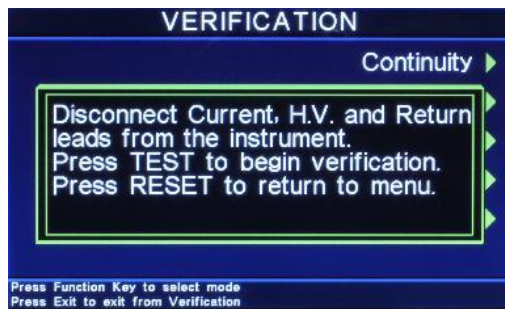 VERIFICATION
Continuity
Disconnect Current, H.V. and Return
leads from the instrument.
Press TEST to begin verification.
Press RESET to return to menu.
Press Function Key to select mode
Press Exit to exit from Verification